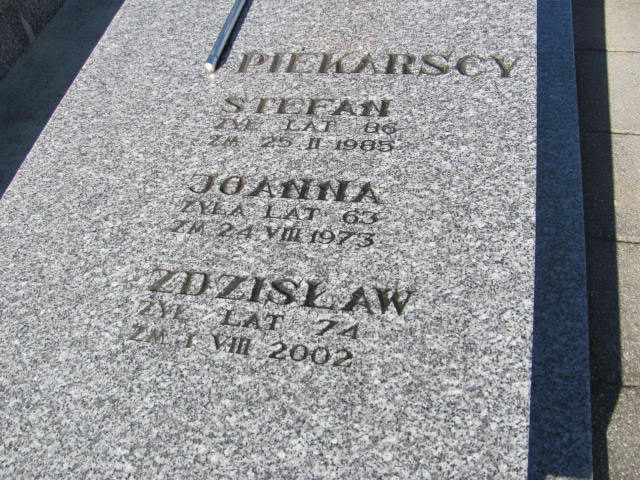 PIEKARSCY
STEFAN
ŻYŁ LAT 86
ZM 25 II 1985
JOANNA
ŻYŁA LAT 63
ZM 24 VIII 1973
ZDZISŁAW
ŻYŁ LAT 74
ZM 1 VIII 2002